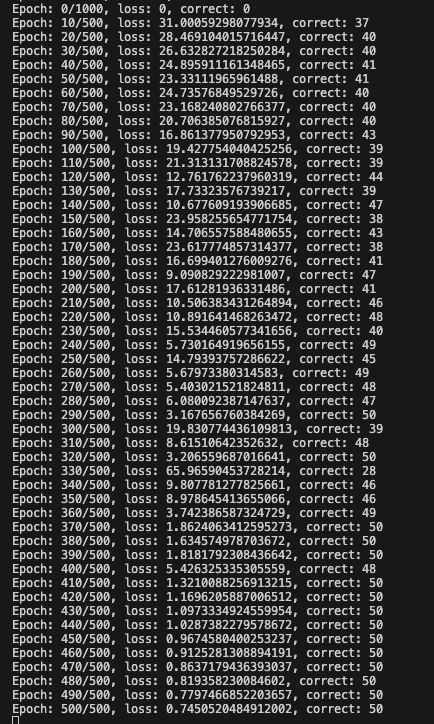 Epoch: 0/1000, loss: 0, correct: 0
Epoch: 10/500, loss: 31.00059298077934, correct: 37
Epoch: 20/500, loss: 28.469104015716447, correct: 40
Epoch: 30/500, loss: 26.632827218250284, correct: 40
Epoch: 40/500, loss: 24.895911161348465, correct: 41
Epoch: 50/500, loss: 23.33111965961488, correct: 41
Epoch: 60/500, loss: 24.73576849529726, correct: 40
Epoch: 70/500, loss: 23.168240802766377, correct: 40
Epoch: 80/500, loss: 20.706385076815927, correct: 40
Epoch: 90/500, loss: 16.861377950792953, correct: 43
Epoch: 100/500, loss: 19.427754040425256, correct: 39
Epoch: 110/500, loss: 21.313131708824578, correct: 39
Epoch: 120/500, loss: 12.761762237960319, correct: 44
Epoch: 130/500, loss: 17.73323576739217, correct: 39
Epoch: 140/500, loss: 10.677609193906685, correct: 47
Epoch: 150/500, loss: 23.958255654771754, correct: 38
Epoch: 160/500, loss: 14.706557588480655, correct: 43
Epoch: 170/500, loss: 23.617774857314377, correct: 38
Epoch: 180/500, loss: 16.699401276009276, correct: 41
Epoch: 190/500, loss: 9.090829222981007, correct: 47
Epoch: 200/500, loss: 17.61281936331486, correct: 41
Epoch: 210/500, loss: 10.506383431264894, correct: 46
Epoch: 220/500, loss: 10.891641468263472, correct: 48
Epoch: 230/500, loss: 15.534460577341656, correct: 40
Epoch: 240/500, loss: 5.730164919656155, correct: 49
Epoch: 250/500, loss: 14.79393757286622, correct: 45
Epoch: 260/500, loss: 5.67973380314583, correct: 49
Epoch: 270/500, loss: 5.403021521824811, correct: 48
Epoch: 280/500, loss: 6.080092387147637, correct: 47
Epoch: 290/500, loss: 3.167656760384269, correct: 50
Epoch: 300/500, loss: 19.830774436109813, correct: 39
Epoch: 310/500, loss: 8.61510642352632, correct: 48
Epoch: 320/500, loss: 3.206559687016641, correct: 50
Epoch: 330/500, loss: 65.96590453728214, correct: 28
Epoch: 340/500, loss: 9.807781277825661, correct: 46
Epoch: 350/500, loss: 8.978645413655066, correct: 46
Epoch: 360/500, loss: 3.742386587324729, correct: 49
Epoch: 370/500, loss: 1.8624063412595273, correct: 50
Epoch: 380/500, loss: 1.634574978703672, correct: 50
Epoch: 390/500, loss: 1.8181792308436642, correct: 50
Epoch: 400/500, loss: 5.426325335305559, correct: 48
Epoch: 410/500, loss: 1.3210088256913215, correct: 50
Epoch: 420/500, loss: 1.1696205887006512, correct: 50
Epoch: 430/500, loss: 1.0973334924559954, correct: 50
Epoch: 440/500, loss: 1.0287382279578672, correct: 50
Epoch: 450/500, loss: 0.9674580400253237, correct: 50
Epoch: 460/500, loss: 0.9125281308894191, correct: 50
Epoch: 470/500, loss: 0.8637179436393037, correct: 50
Epoch: 480/500, loss: 0.819358230084602, correct: 50
Epoch: 490/500, loss: 0.7797466852203657, correct: 50
Epoch: 500/500, loss: 0.7450520484912002, correct: 50